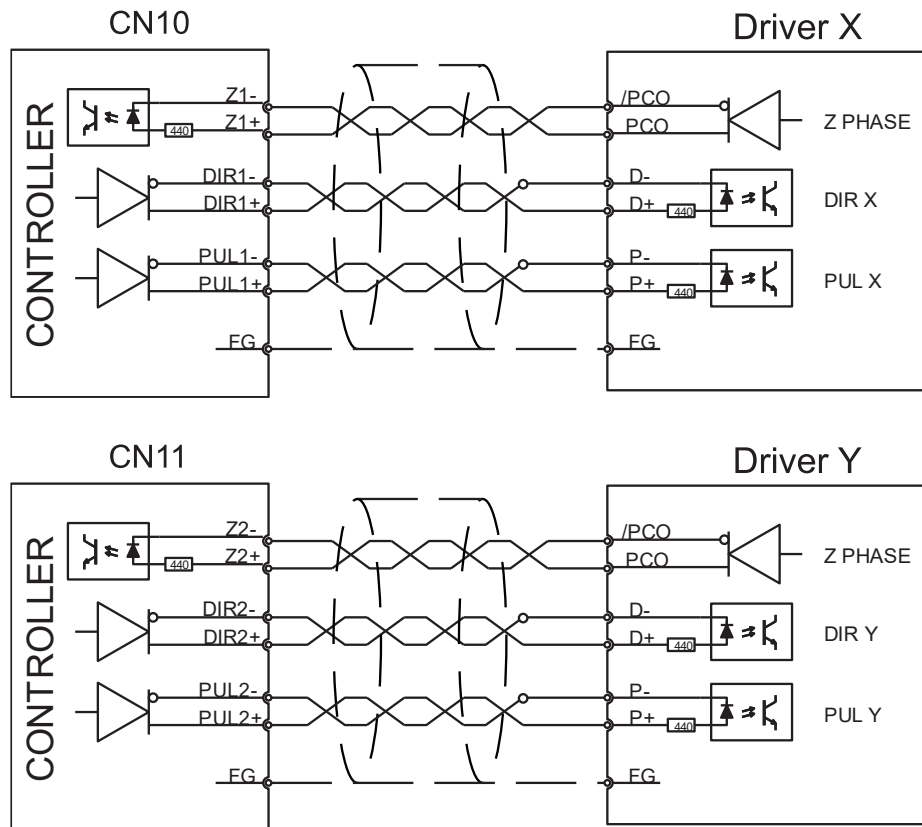 CN10
Driver X
CONTROLLER
Z1-
440
Z1+
/PCO
PCO
Z PHASE
DIR1-
DIR1+
D-
D+
440
DIR X
PUL1-
PUL1+
P-
P+
440
PUL X
FG
FG
CN11
Driver Y
CONTROLLER
Z2-
440
Z2+
/PCO
PCO
Z PHASE
DIR2-
DIR2+
D-
D+
440
DIR Y
PUL2-
PUL2+
P-
P+
440
PUL Y
FG
FG